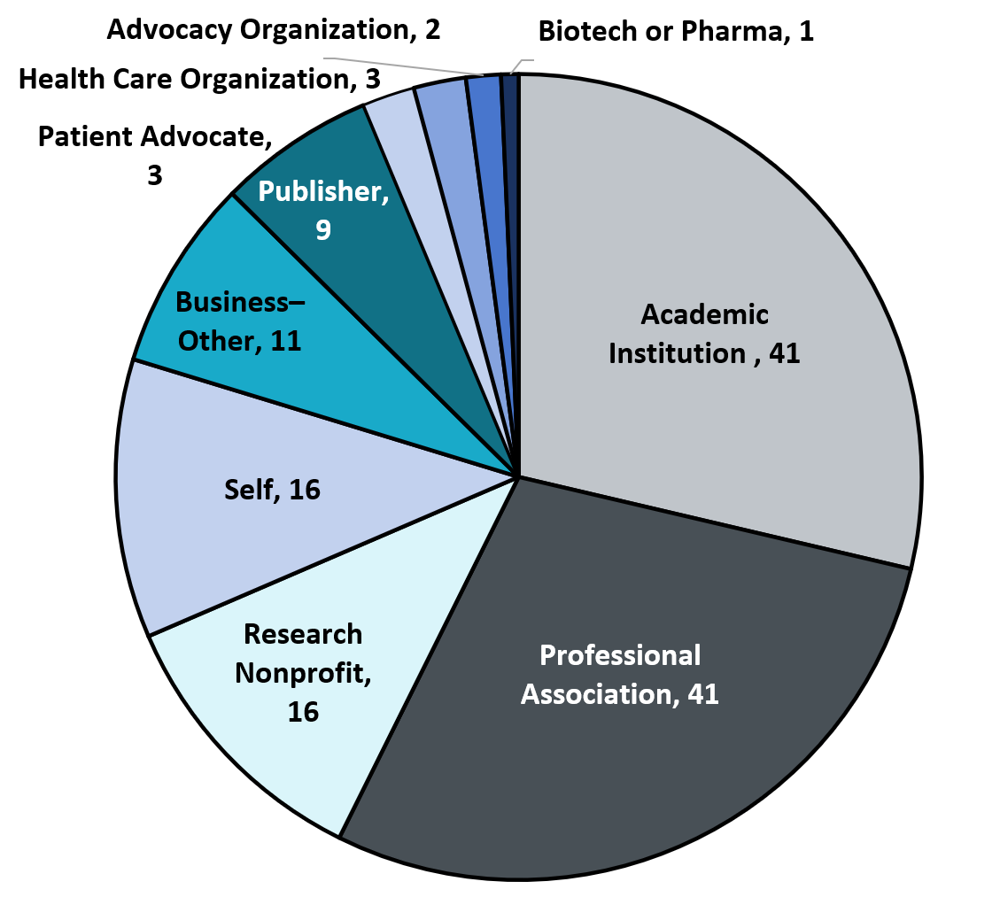 Advocacy Organization, 2
Biotech or Pharma, 1
Health Care Organization, 3
Patient Advocate,
3
Publisher,
9
Business–
Other, 11
Academic
Institution , 41
Self, 16
Research
Nonprofit,
16
Professional
Association, 41